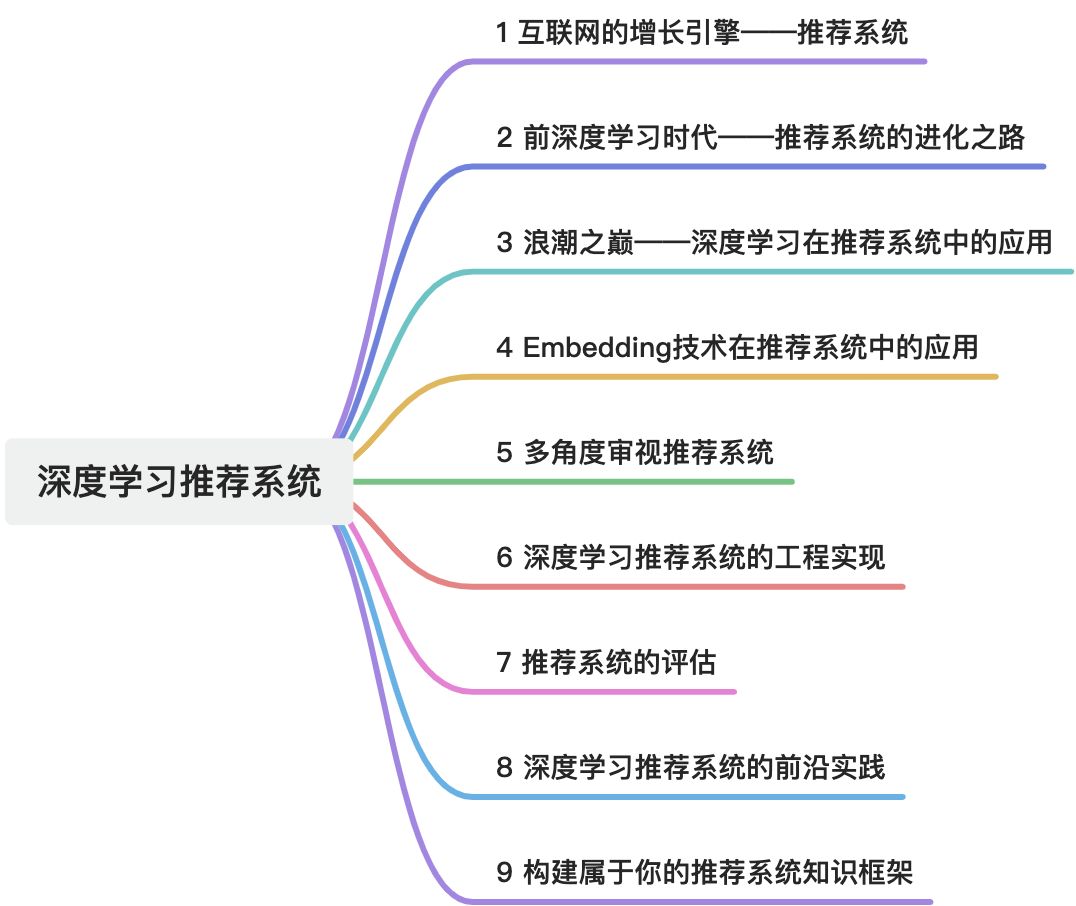 1 互联网的增长引擎——推荐系统
2 前深度学习时代——推荐系统的进化之路
3 浪潮之巅——深度学习在推荐系统中的应用
4 Embedding技术在推荐系统中的应用
深度学习推荐系统
5 多角度审视推荐系统
6 深度学习推荐系统的工程实现
7 推荐系统的评估
8 深度学习推荐系统的前沿实践
9 构建属于你的推荐系统知识框架